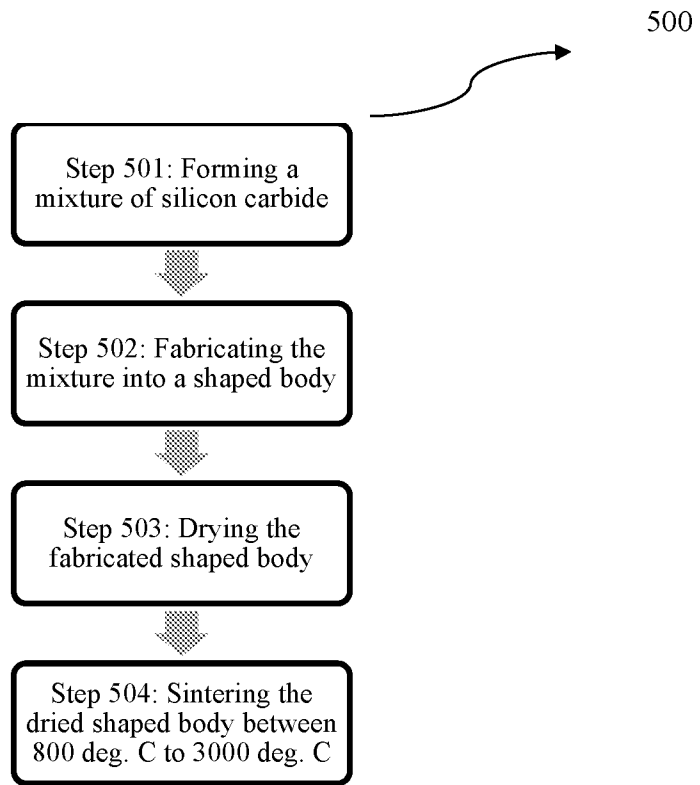 500
Step 501: Forming a
mixture of silicon carbide
Step 502: Fabricating the
mixture into a shaped body
Step 503: Drying the
fabricated shaped body
Step 504: Sintering the
dried shaped body between
800 deg. C to 3000 deg. C